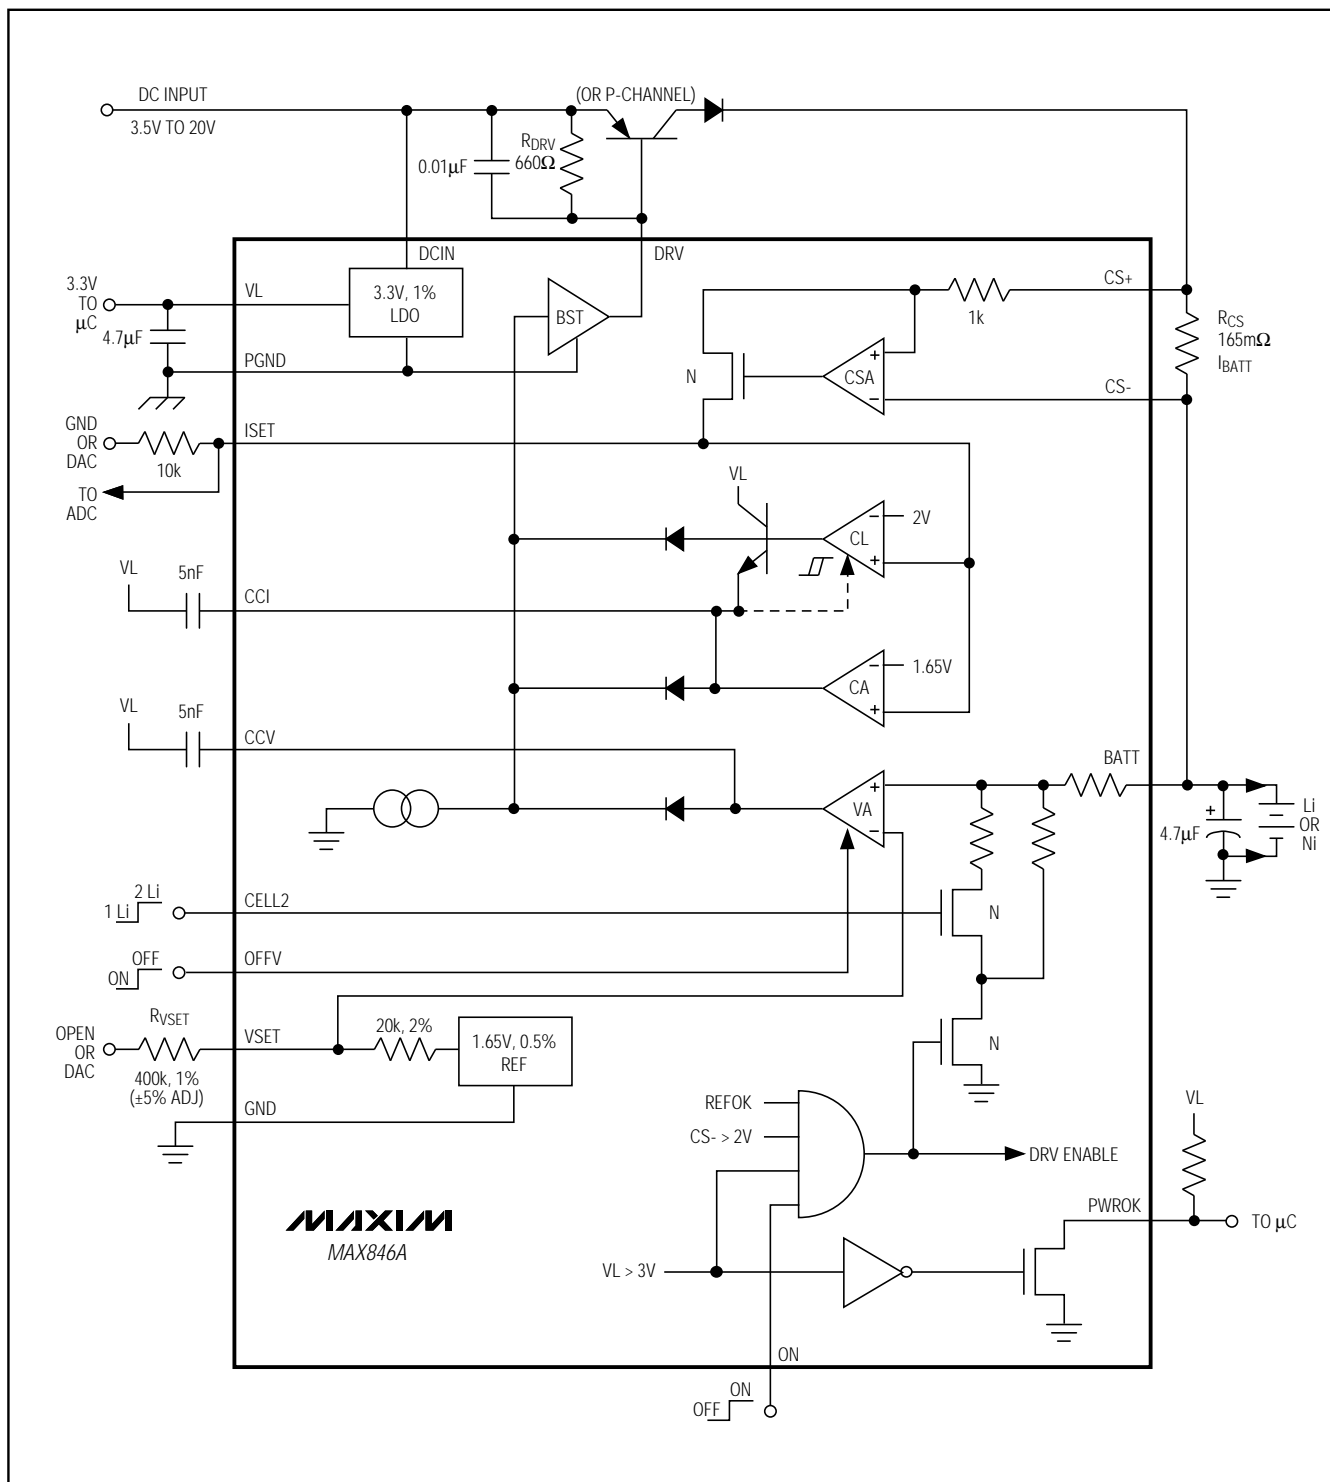 DC INPUT
3.5V TO 20V
(OR P-CHANNEL)
RDRV
660Ω
0.01μF
DCIN
DRV
3.3V
TO
μC
VL
3.3V, 1%
LDO
4.7μF
BST
PGND
CS+
1k
RCS
165mΩ
IBATT
CSA
+
−
N
CS-
GND
OR
DAC
ISET
10k
TO
ADC
VL
CL
−
2V
+
VL
5nF
CCI
CA
−
1.65V
+
VL
5nF
CCV
BATT
VA
+
−
+
4.7μF
Li
OR
Ni
2 Li
1 Li
CELL2
N
OFF
ON
OFFV
RVSET
OPEN
OR
DAC
VSET
20k, 2%
1.65V, 0.5%
REF
N
400k, 1%
(±5% ADJ)
GND
REFOK
CS- > 2V
DRV ENABLE
VL
PWROK
TO μC
MAXIM
MAX846A
VL > 3V
ON
ON
OFF